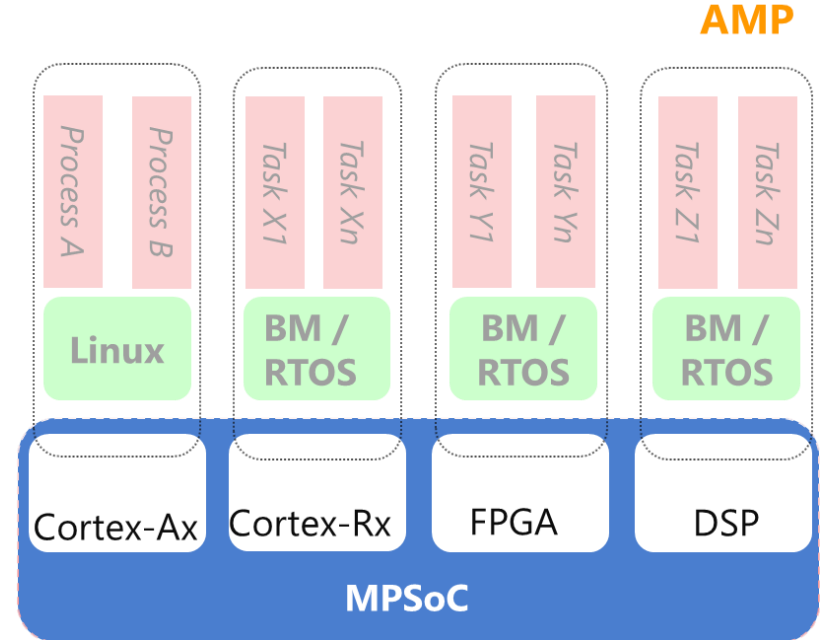 AMP
Process A
Process B
Task X1
Task Xn
Task Y1
Task Yn
Task Z1
Task Zn
Linux
BM /
RTOS
BM /
RTOS
BM /
RTOS
Cortex-Ax
Cortex-Rx
FPGA
DSP
MPSoC